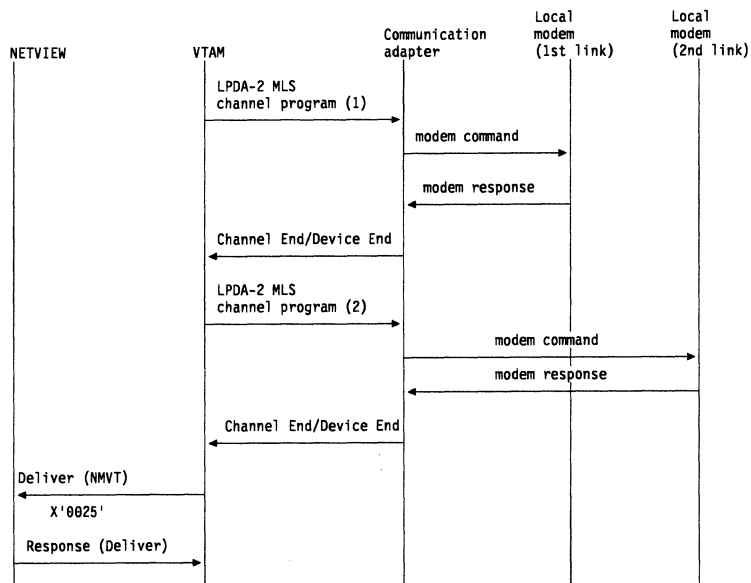 Local
modem
(1st link)
Local
modem
(2nd link)
Communication
adapter
NETVIEW
VTAM
LPDA-2 MLS
channel program (1)
modem command
modem response
Channel End/Device End
LPDA-2 MLS
channel program (2)
modem command
modem response
Channel End/Device End
Deliver (NMVT)
X'0025'
Response (Deliver)